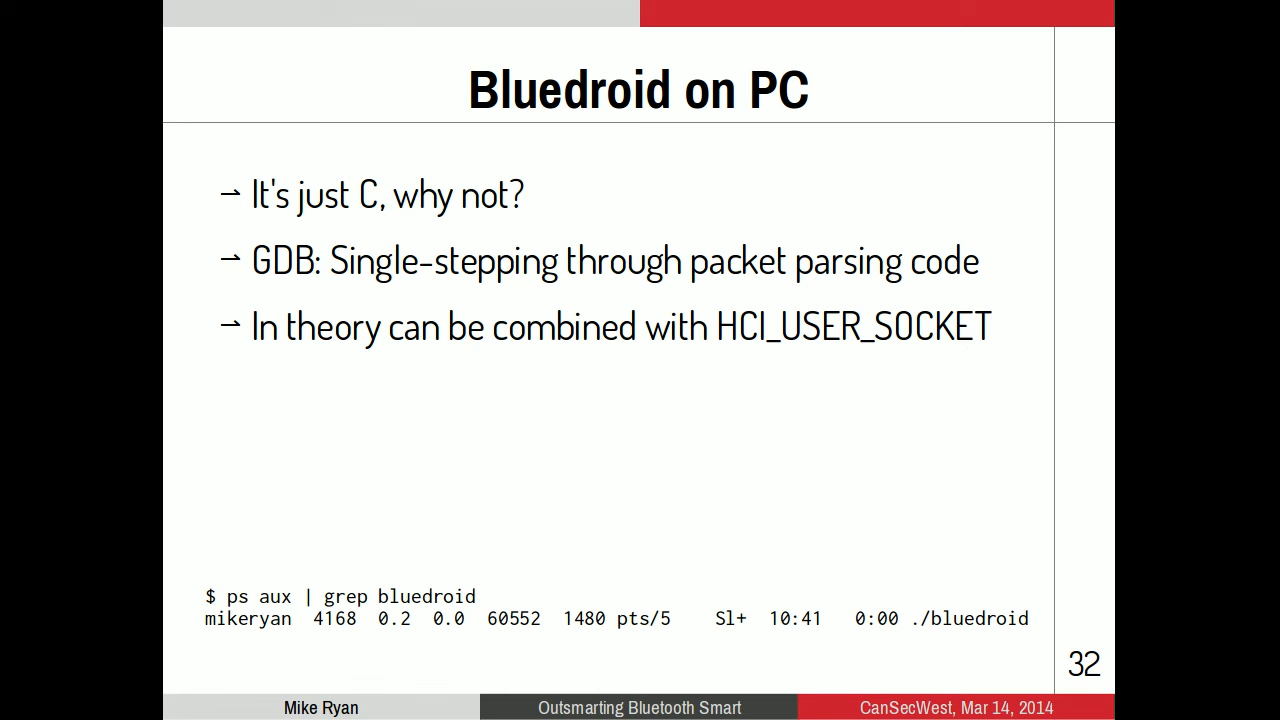 Bluedroid on PC
⇀ It's just C, why not?
⇀ GDB: Single-stepping through packet parsing code
⇀ In theory can be combined with HCI_USER_SOCKET
$ ps aux | grep bluedroid
mikeryan  4168  0.2  0.0  60552  1480 pts/5    Sl+  10:41   0:00 ./bluedroid
32
Mike Ryan
Outsmarting Bluetooth Smart
CanSecWest, Mar 14, 2014